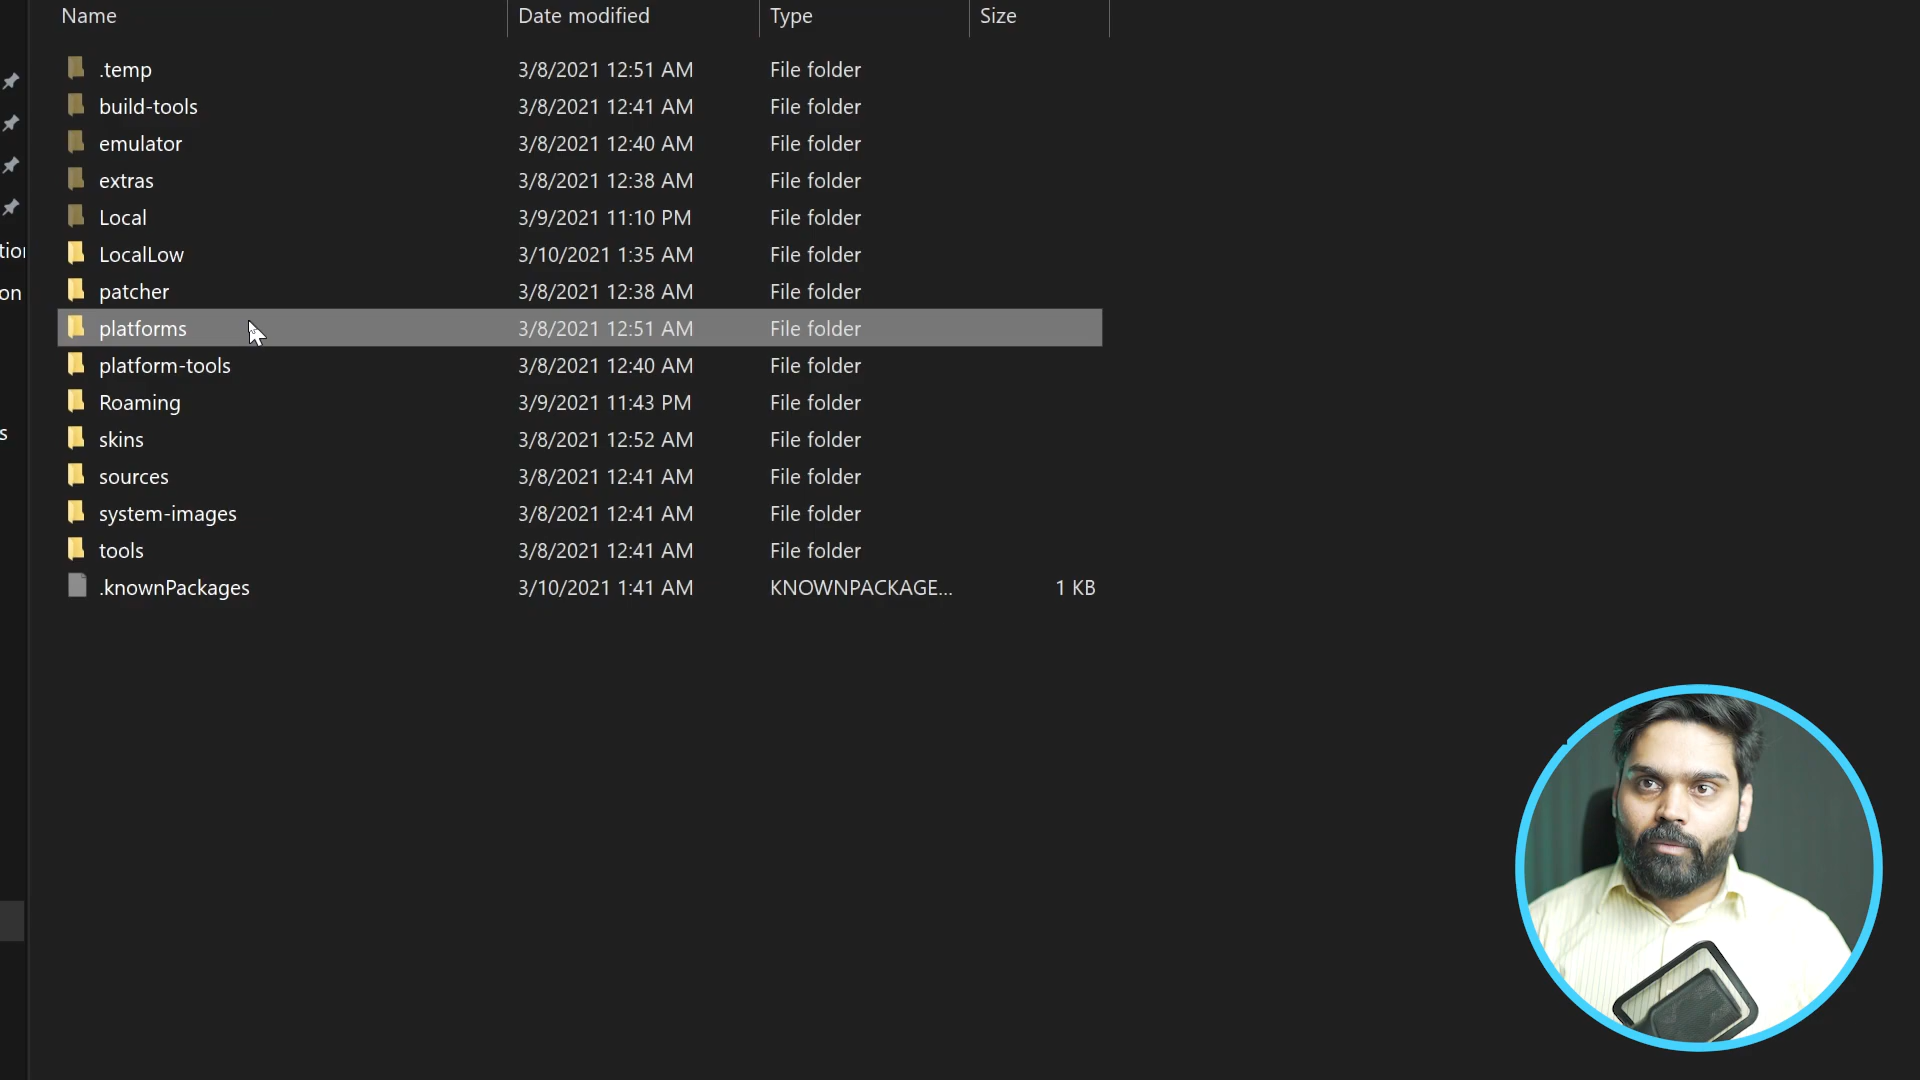 Name Date modified Type Size
.temp 3/8/2021 12:51 AM File folder
build-tools 3/8/2021 12:41 AM File folder
emulator 3/8/2021 12:40 AM File folder
extras 3/8/2021 12:38 AM File folder
Local 3/9/2021 11:10 PM File folder
LocalLow 3/10/2021 1:35 AM File folder
patcher 3/8/2021 12:38 AM File folder
platforms 3/8/2021 12:51 AM File folder
platform-tools 3/8/2021 12:40 AM File folder
Roaming 3/9/2021 11:43 PM File folder
skins 3/8/2021 12:52 AM File folder
sources 3/8/2021 12:41 AM File folder
system-images 3/8/2021 12:41 AM File folder
tools 3/8/2021 12:41 AM File folder
.knownPackages 3/10/2021 1:41 AM KNOWNPACKAGE... 1 KB